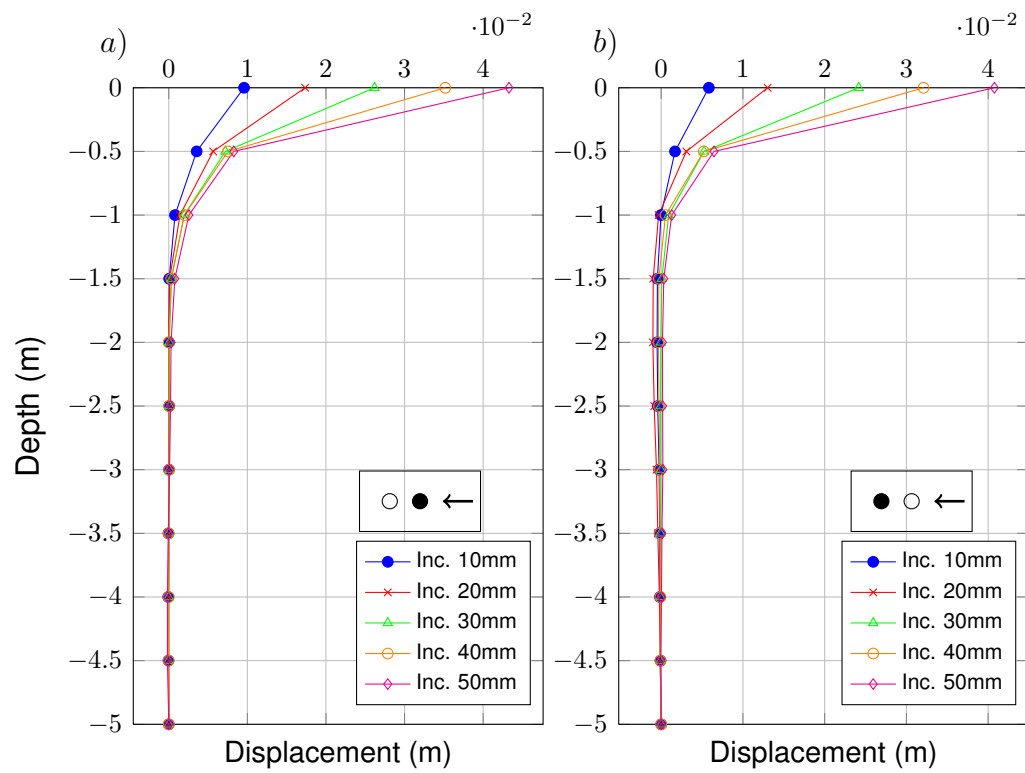 ·10⁻²
·10⁻²
a)
b)
0 1 2 3 4
0 1 2 3 4
0
−0.5
−1
−1.5
−2
−2.5
−3
−3.5
−4
−4.5
−5
0
−0.5
−1
−1.5
−2
−2.5
−3
−3.5
−4
−4.5
−5
Depth (m)
Inc. 10mm
Inc. 20mm
Inc. 30mm
Inc. 40mm
Inc. 50mm
Inc. 10mm
Inc. 20mm
Inc. 30mm
Inc. 40mm
Inc. 50mm
Displacement (m)
Displacement (m)